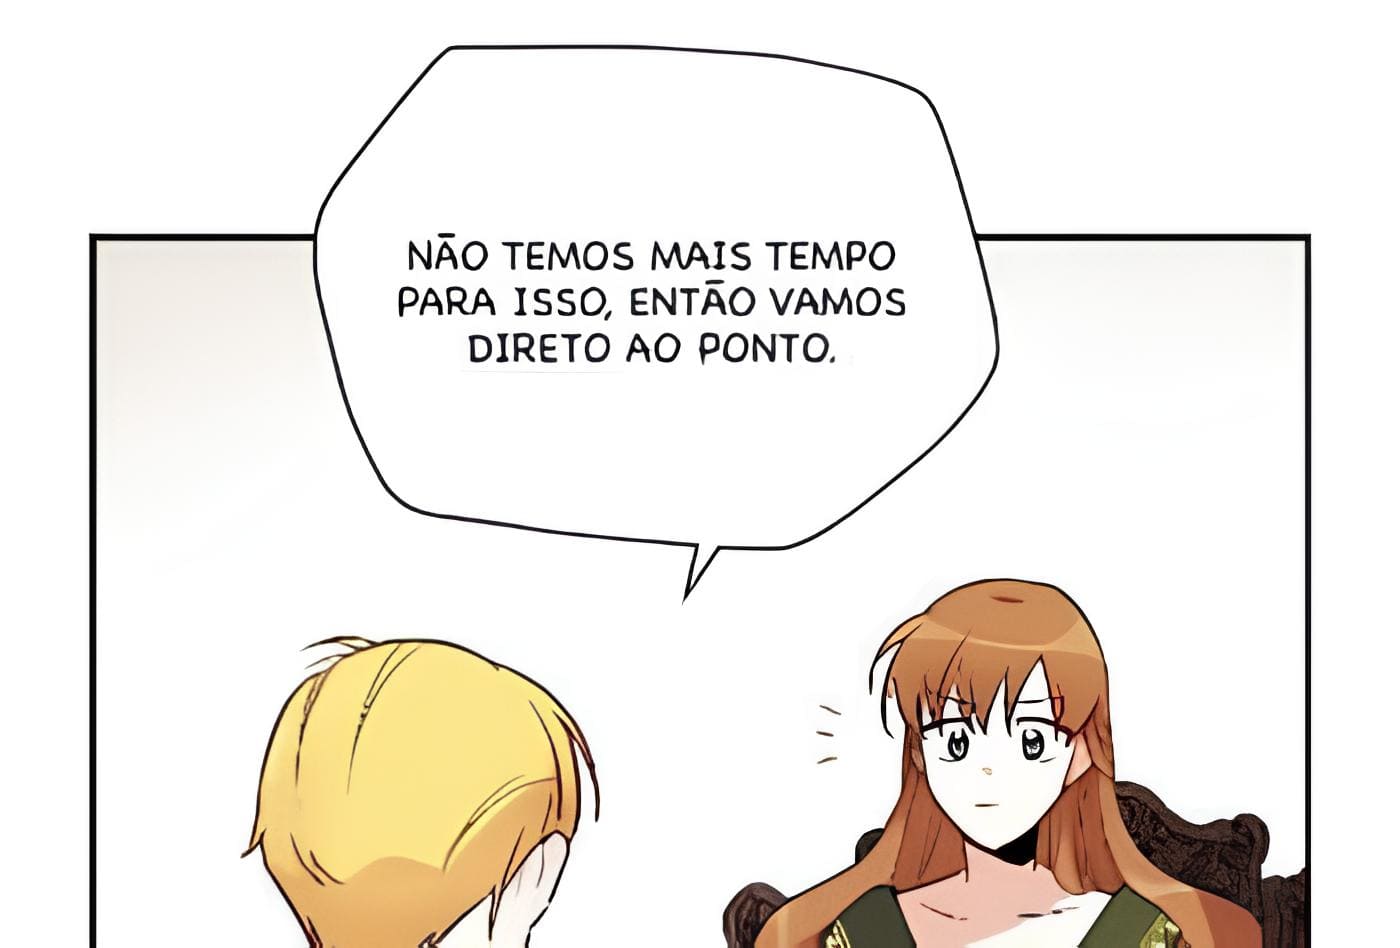 NÃO TEMOS MAIS TEMPO
PARA ISSO, ENTÃO VAMOS
DIRETO AO PONTO.